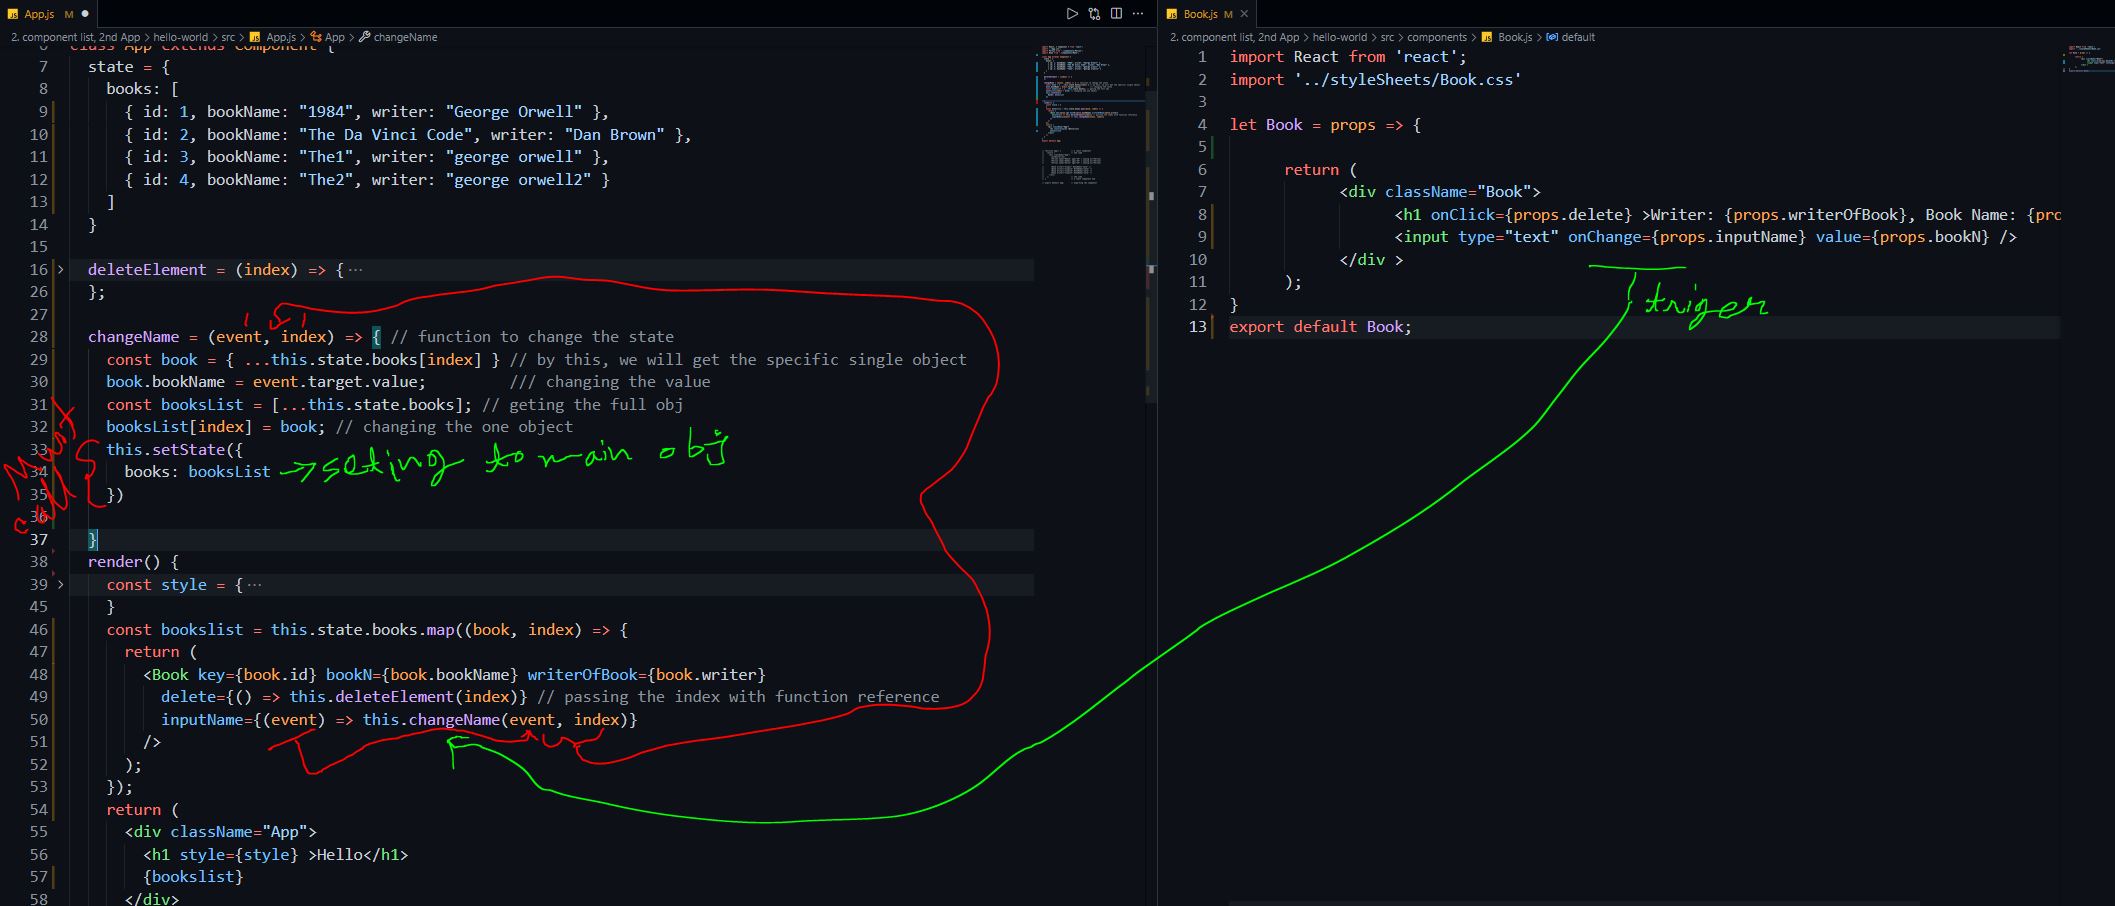 App.js M
2. component list, 2nd App > hello-world > src > App.js > App > changeName
class App extends Component {
7 state = {
8 books: [
9 { id: 1, bookName: "1984", writer: "George Orwell" },
10 { id: 2, bookName: "The Da Vinci Code", writer: "Dan Brown" },
11 { id: 3, bookName: "The1", writer: "george orwell" },
12 { id: 4, bookName: "The2", writer: "george orwell2" }
13 ]
14 }
15
16 deleteElement = (index) => {…
26 };
27
28 changeName = (event, index) => { // function to change the state
29 const book = { ...this.state.books[index] } // by this, we will get the specific single object
30 book.bookName = event.target.value; /// changing the value
31 const booksList = [...this.state.books]; // geting the full obj
32 booksList[index] = book; // changing the one object
33 this.setState({
34 books: booksList
→ seting to main obj
35 })
36
37 }
38 render() {
39 const style = {…
45 }
46 const bookslist = this.state.books.map((book, index) => {
47 return (
48 <Book key={book.id} bookN={book.bookName} writerOfBook={book.writer}
49 delete={() => this.deleteElement(index)} // passing the index with function reference
50 inputName={(event) => this.changeName(event, index)}
51 />
52 );
53 });
54 return (
55 <div className="App">
56 <h1 style={style} >Hello</h1>
57 {bookslist}
58 </div>
Book.js M
2. component list, 2nd App > hello-world > src > components > Book.js > default
1 import React from 'react';
2 import '../styleSheets/Book.css'
3
4 let Book = props => {
5
6 return (
7 <div className="Book">
8 <h1 onClick={props.delete} >Writer: {props.writerOfBook}, Book Name: {pro
9 <input type="text" onChange={props.inputName} value={props.bookN} />
10 </div >
11 );
12 }
13 export default Book;
triger